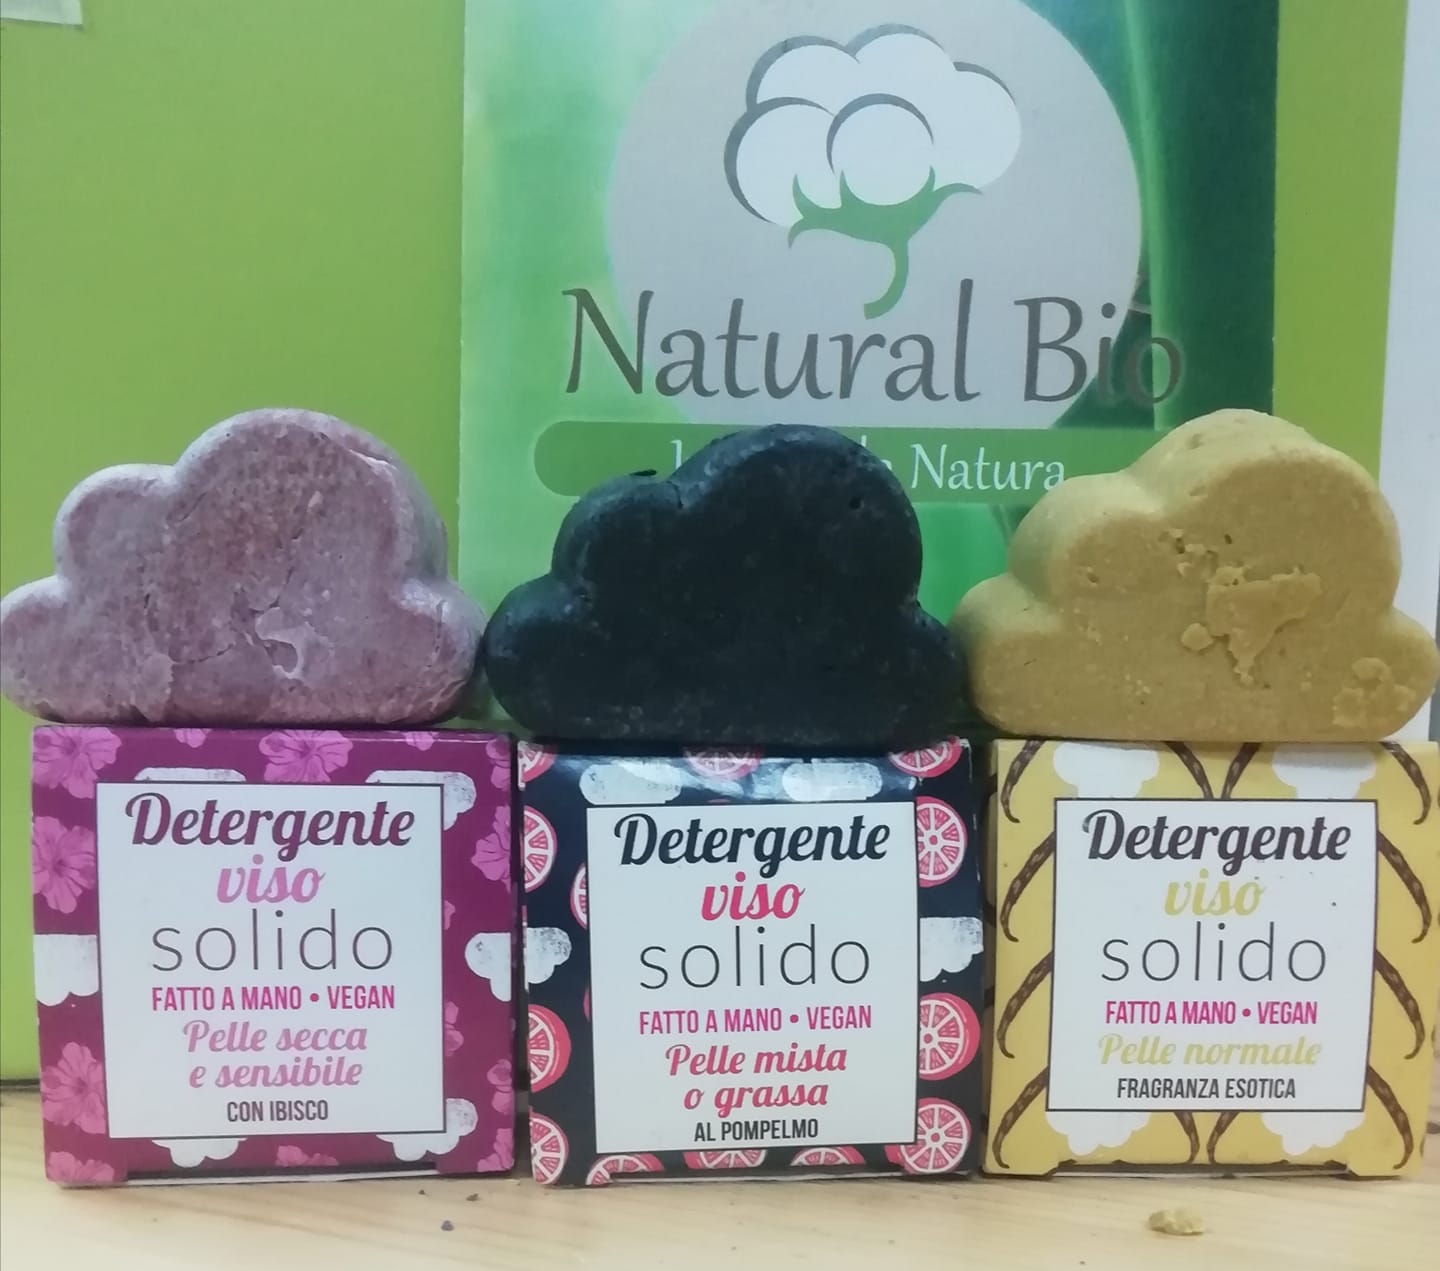 Natural Bio
Natura
Detergente
viso
solido
FATTO A MANO • VEGAN
Pelle secca
e sensibile
CON IBISCO
Detergente
viso
solido
FATTO A MANO • VEGAN
Pelle mista
o grassa
AL POMPELMO
Detergente
viso
solido
FATTO A MANO • VEGAN
Pelle normale
FRAGRANZA ESOTICA